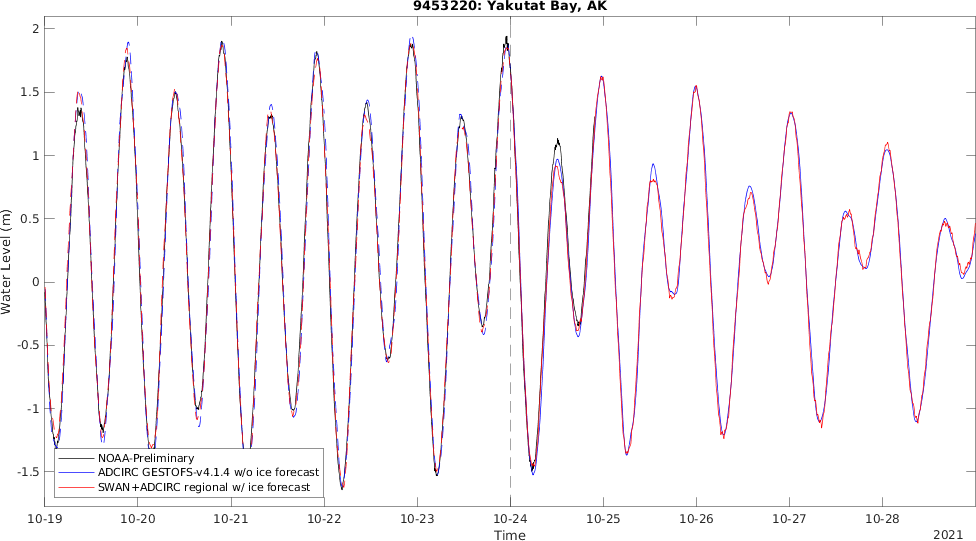 9453220: Yakutat Bay, AK
Water Level (m)
2
1.5
1
0.5
0
-0.5
-1
-1.5
NOAA-Preliminary
ADCIRC GESTOFS-v4.1.4 w/o ice forecast
SWAN+ADCIRC regional w/ ice forecast
10-19 10-20 10-21 10-22 10-23 10-24 10-25 10-26 10-27 10-28
Time
2021